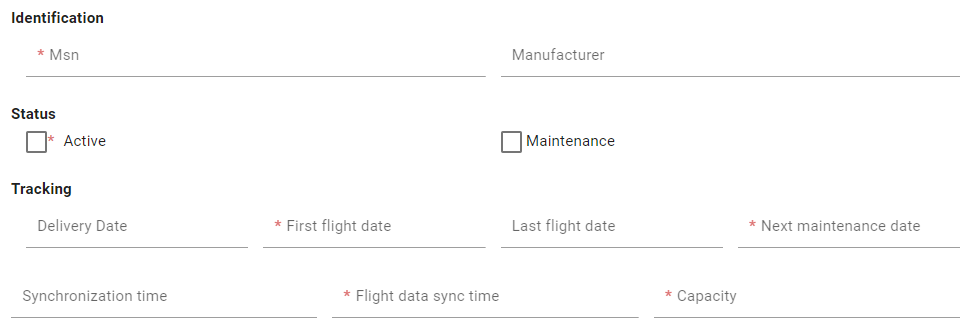 Identification
* Msn Manufacturer
Status
* Active Maintenance
Tracking
Delivery Date * First flight date Last flight date * Next maintenance date
Synchronization time * Flight data sync time * Capacity